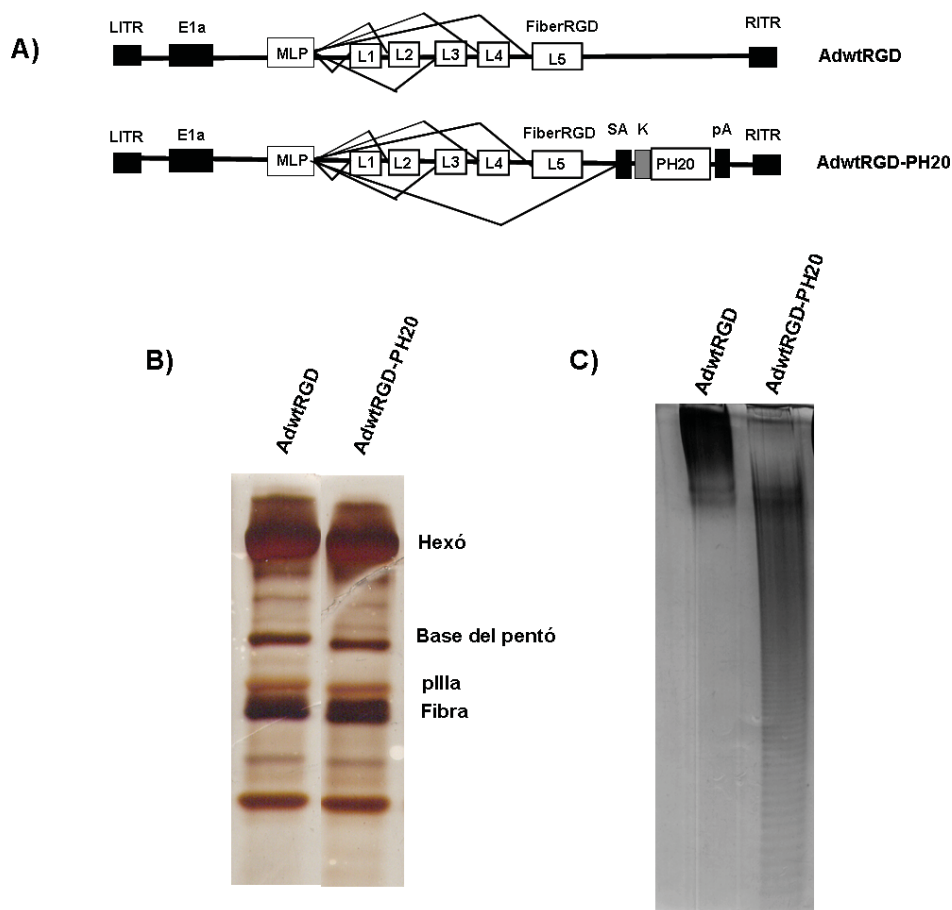 A)
LITR E1a FiberRGD RITR
MLP L1 L2 L3 L4 L5 AdwtRGD
LITR E1a FiberRGD SA K pA RITR
MLP L1 L2 L3 L4 L5 PH20 AdwtRGD-PH20
B)
AdwtRGD
AdwtRGD-PH20
Hexó
Base del pentó
pIIIa
Fibra
C)
AdwtRGD
AdwtRGD-PH20